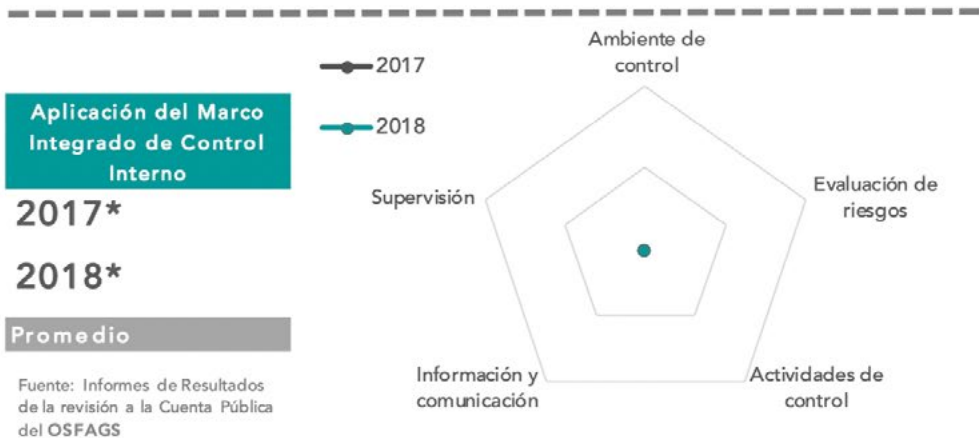 Aplicación del Marco
Integrado de Control
Interno
2017*
2018*
Promedio
Fuente: Informes de Resultados
de la revisión a la Cuenta Pública
del OSFAGS
2017
2018
Ambiente de
control
Evaluación de
riesgos
Actividades de
control
Información y
comunicación
Supervisión